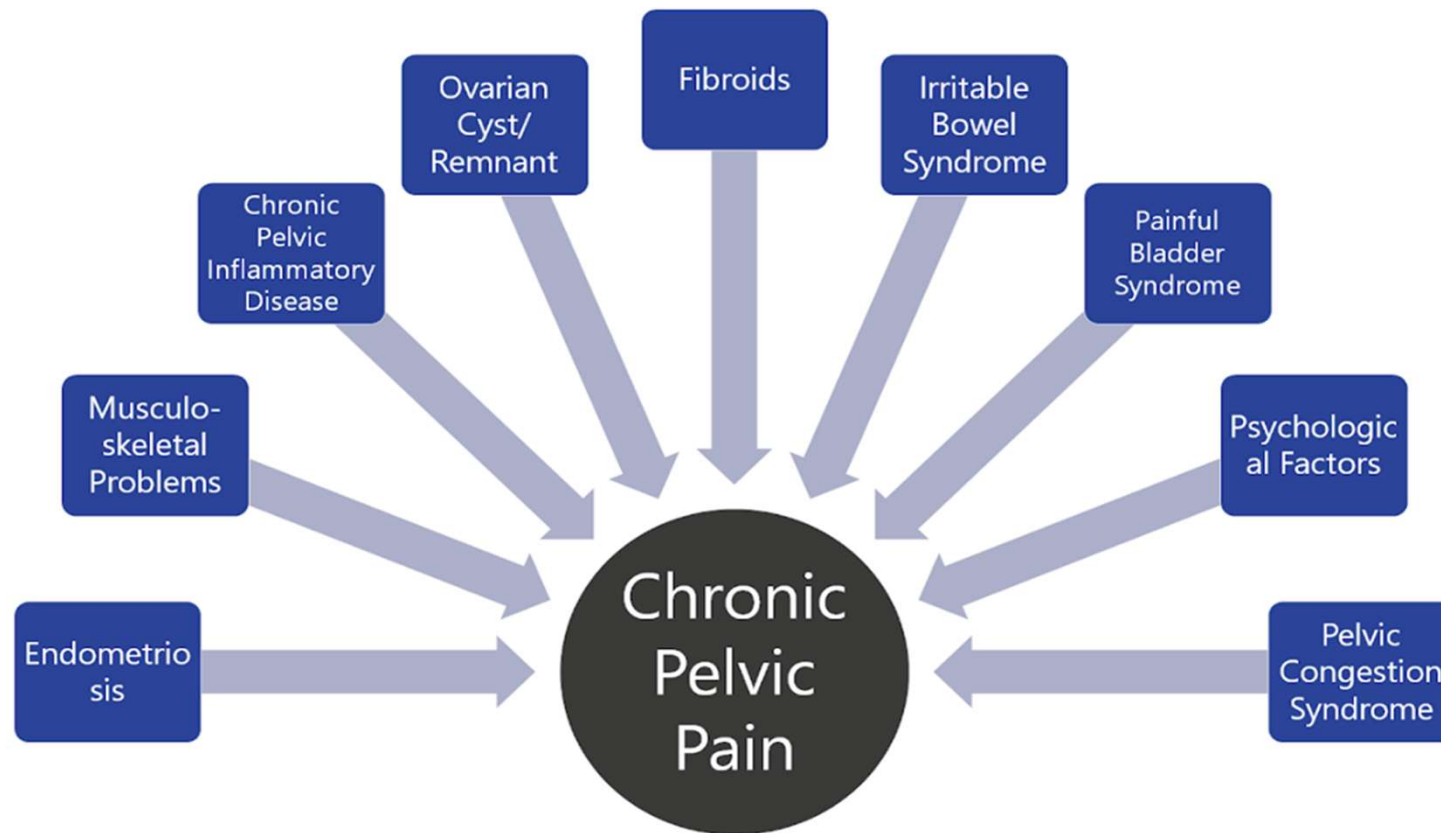 Endometrio
sis
Musculo-
skeletal
Problems
Chronic
Pelvic
Inflammatory
Disease
Ovarian
Cyst/
Remnant
Fibroids
Irritable
Bowel
Syndrome
Painful
Bladder
Syndrome
Psychologic
al Factors
Pelvic
Congestion
Syndrome
Chronic
Pelvic
Pain